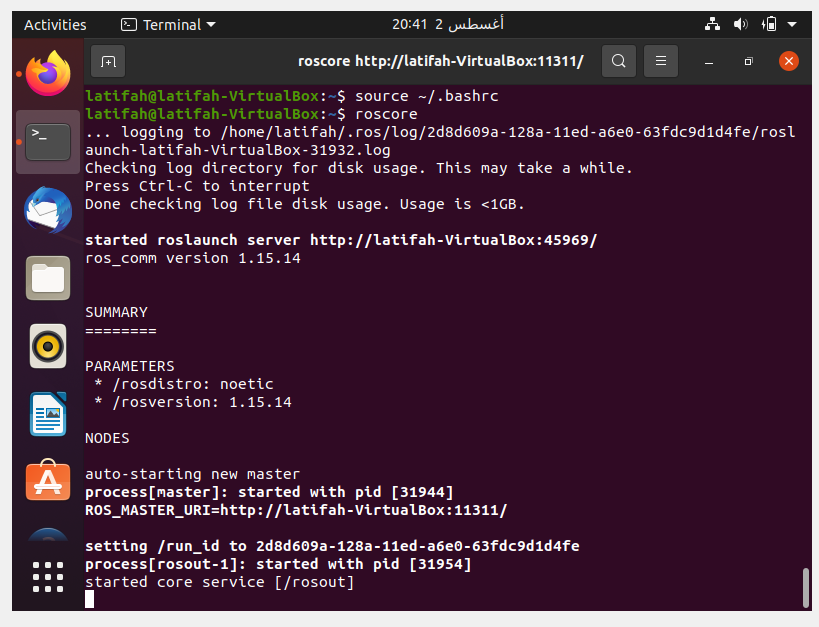 Activities
Terminal
أغسطس 2 20:41
roscore http://latifah-VirtualBox:11311/
latifah@latifah-VirtualBox:~$ source ~/.bashrc
latifah@latifah-VirtualBox:~$ roscore
... logging to /home/latifah/.ros/log/2d8d609a-128a-11ed-a6e0-63fdc9d1d4fe/rosl
aunch-latifah-VirtualBox-31932.log
Checking log directory for disk usage. This may take a while.
Press Ctrl-C to interrupt
Done checking log file disk usage. Usage is <1GB.
started roslaunch server http://latifah-VirtualBox:45969/
ros_comm version 1.15.14
SUMMARY
========
PARAMETERS
* /rosdistro: noetic
* /rosversion: 1.15.14
NODES
auto-starting new master
process[master]: started with pid [31944]
ROS_MASTER_URI=http://latifah-VirtualBox:11311/
setting /run_id to 2d8d609a-128a-11ed-a6e0-63fdc9d1d4fe
process[rosout-1]: started with pid [31954]
started core service [/rosout]